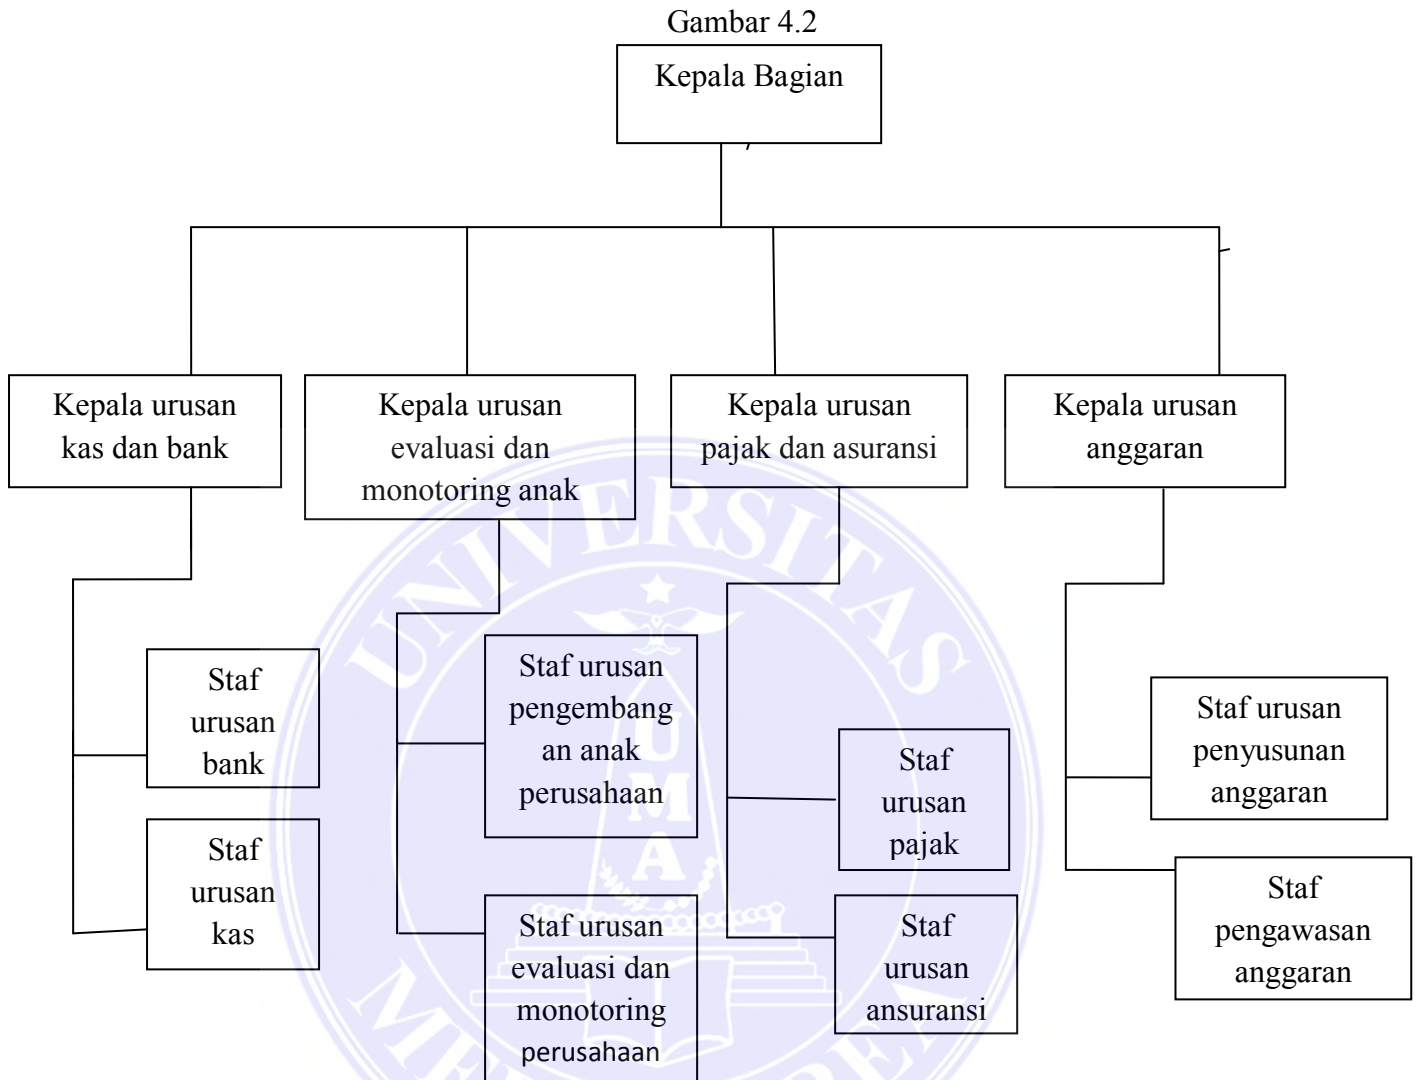 Gambar 4.2
Kepala Bagian
Kepala urusan
kas dan bank
Kepala urusan
evaluasi dan
monotoring anak
Kepala urusan
pajak dan asuransi
Kepala urusan
anggaran
Staf
urusan
bank
Staf
urusan
kas
Staf urusan
pengembang
an anak
perusahaan
Staf urusan
evaluasi dan
monotoring
perusahaan
Staf
urusan
pajak
Staf
urusan
ansuransi
Staf urusan
penyusunan
anggaran
Staf
pengawasan
anggaran
UNIVERSITAS
U
M
A